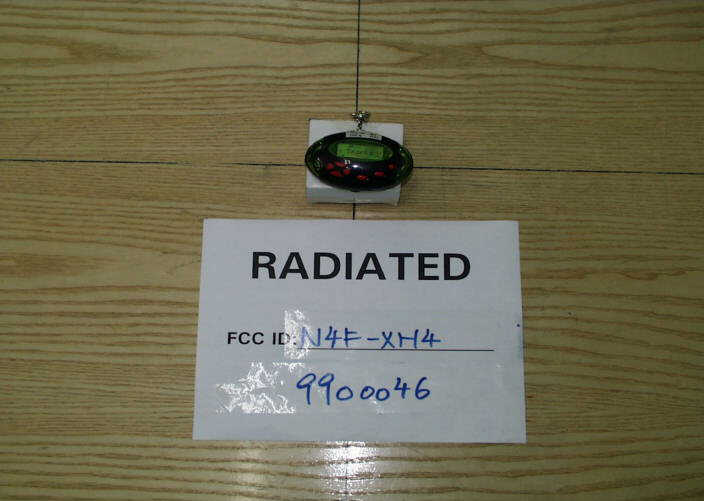 RADIATED
FCC ID: N4F-XH4
9900046